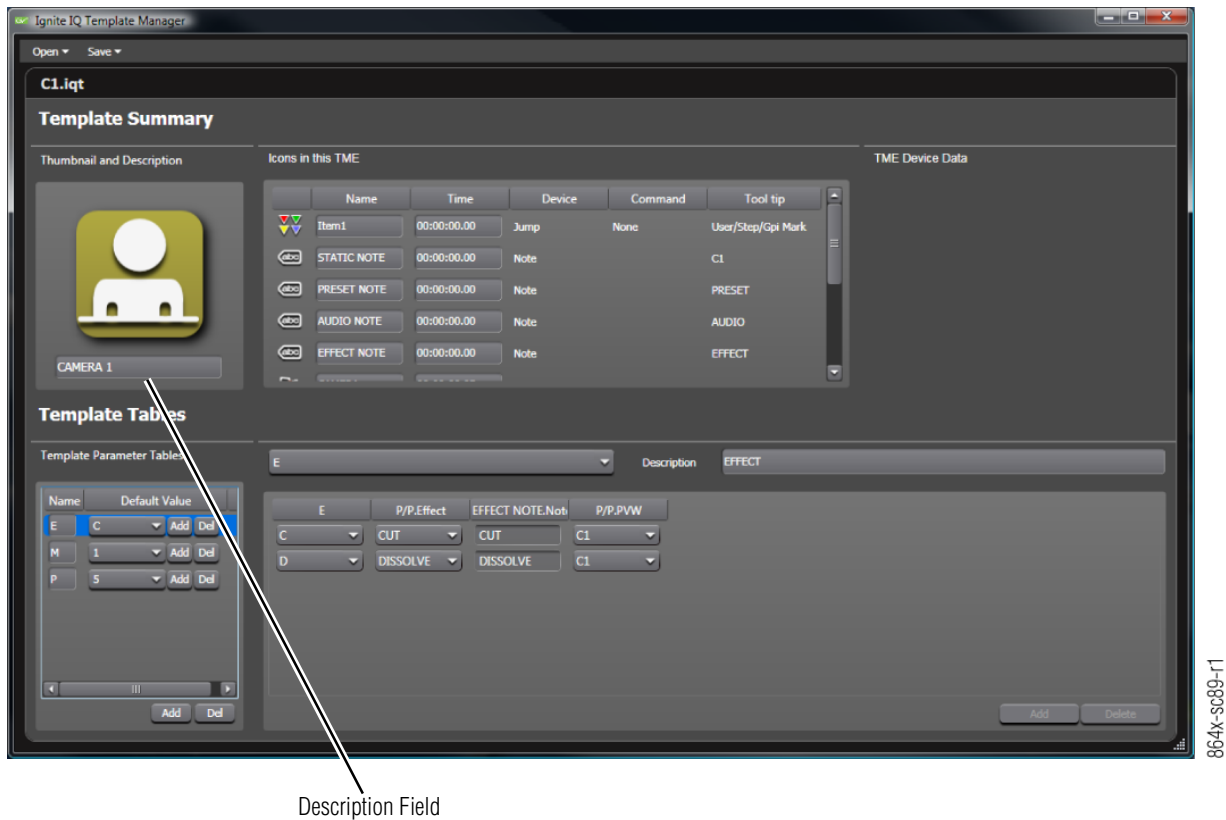 Ignite IQ Template Manager
Open Save
C1.iqt
Template Summary
Thumbnail and Description
Icons in this TME
TME Device Data
Name Time Device Command Tool tip
Item1 00:00:00.00 Jump None User/Step/Gpi Mark
STATIC NOTE 00:00:00.00 Note C1
PRESET NOTE 00:00:00.00 Note PRESET
AUDIO NOTE 00:00:00.00 Note AUDIO
EFFECT NOTE 00:00:00.00 Note EFFECT
CAMERA 1
Template Tables
Template Parameter Tables
E Description EFFECT
Name Default Value
E C Add Del
M 1 Add Del
P 5 Add Del
Add Del
E P/P.Effect EFFECT NOTE.Not P/P.PVW
C CUT CUT C1
D DISSOLVE DISSOLVE C1
Add Delete
Description Field
864x-sc89-r1